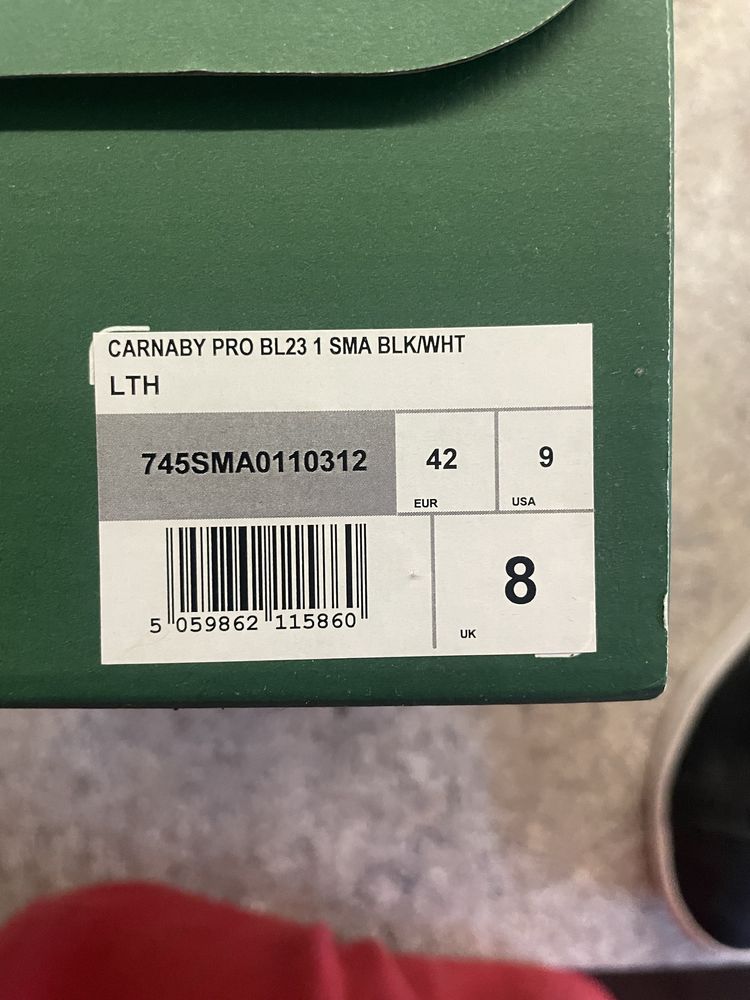 CARNABY PRO BL23 1 SMA BLK/WHT
LTH
745SMA0110312
42
EUR
9
USA
5 059862 115860
8
UK